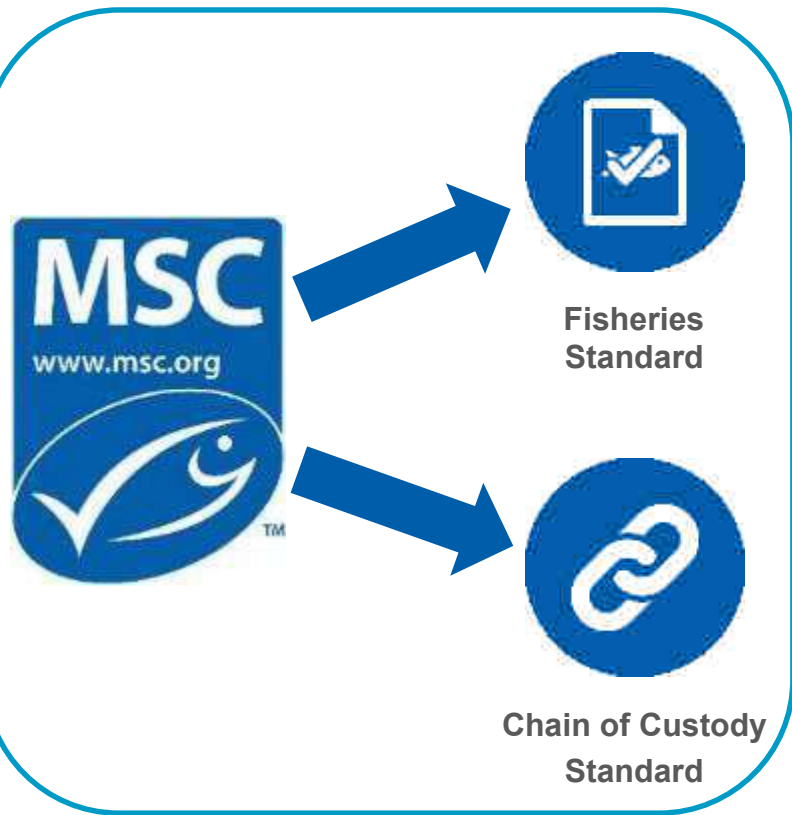 MSC
www.msc.org
TM
Fisheries
Standard
Chain of Custody
Standard